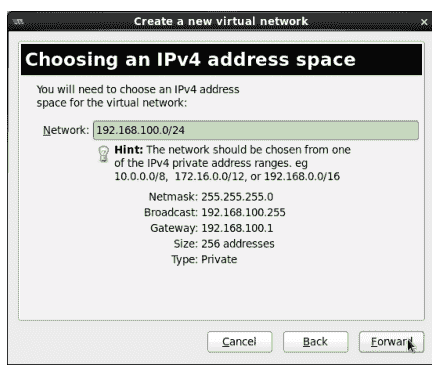 Create a new virtual network
Choosing an IPv4 address space
You will need to choose an IPv4 address
space for the virtual network:
Network: 192.168.100.0/24
Hint: The network should be chosen from one
of the IPv4 private address ranges. eg
10.0.0.0/8, 172.16.0.0/12, or 192.168.0.0/16
Netmask: 255.255.255.0
Broadcast: 192.168.100.255
Gateway: 192.168.100.1
Size: 256 addresses
Type: Private
Cancel Back Forward